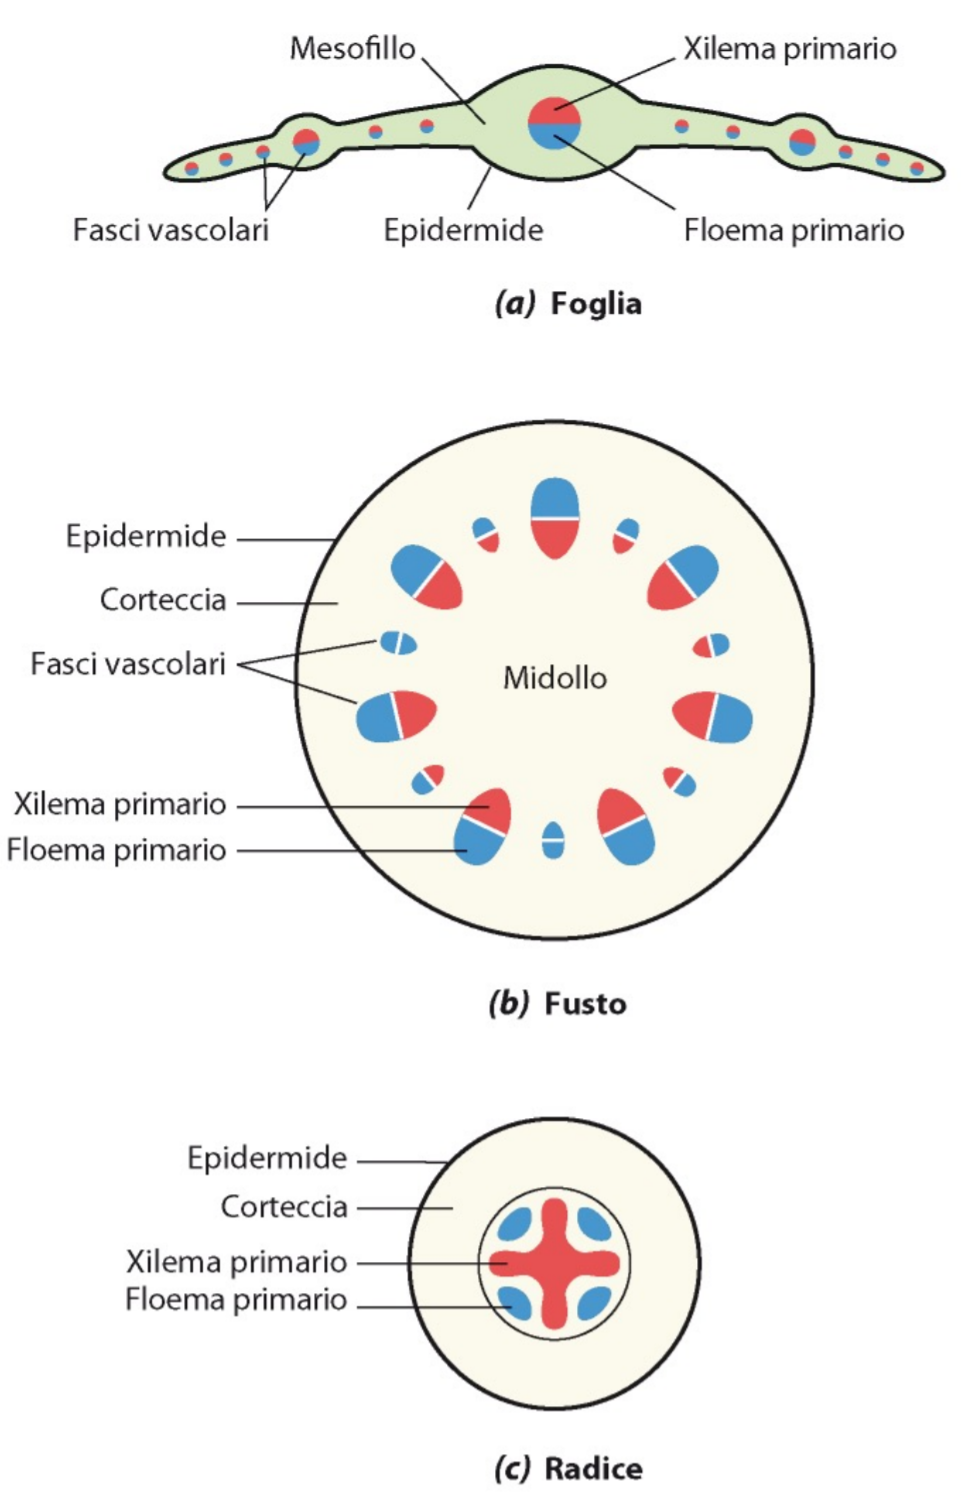 Mesofillo
Xilema primario
Fasci vascolari
Epidermide
Floema primario
(a) Foglia
Epidermide
Corteccia
Fasci vascolari
Midollo
Xilema primario
Floema primario
(b) Fusto
Epidermide
Corteccia
Xilema primario
Floema primario
(c) Radice